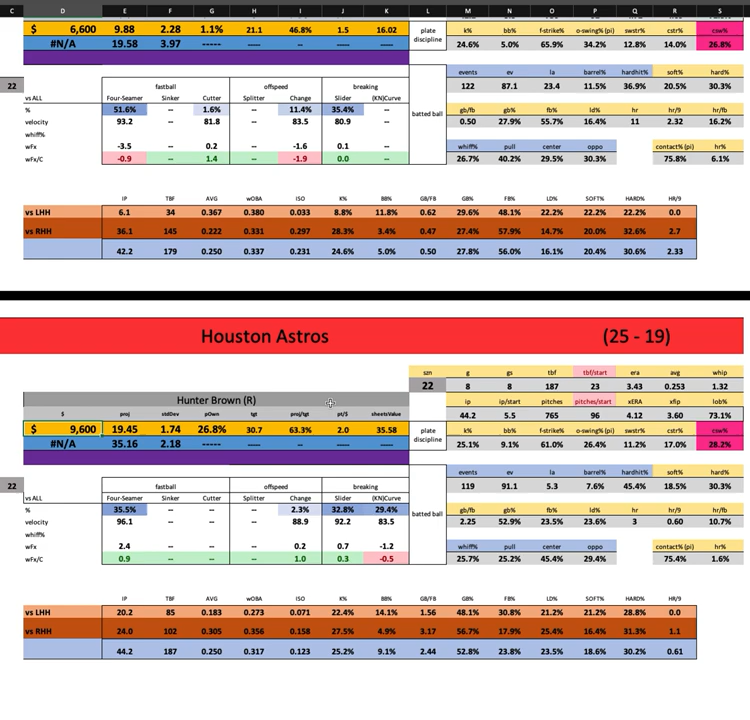 C D E F G H I J K L M N O P Q R S
$ 6,600 9.88 2.28 1.1% 21.1 46.8% 1.5 16.02 plate discipline k% bb% f-strike% o-swing% (pi) swstr% cstr% csw%
#N/A 19.58 3.97 ----- ---- -- ---- 24.6% 5.0% 65.9% 34.2% 12.8% 14.0% 26.8%
events ev la barrel% hardhit% soft% hard%
22 fastball offspeed breaking 122 87.1 23.4 11.5% 36.9% 20.5% 30.3%
vs ALL Four-Seamer Sinker Cutter Splitter Change Slider (KN)Curve
% 51.6% -- 1.6% -- 11.4% 35.4% -- batted ball gb/fb gb% fb% ld% hr hr/9 hr/fb
velocity 93.2 -- 81.8 -- 83.5 80.9 -- 0.50 27.9% 55.7% 16.4% 11 2.32 16.2%
whiff%
wFx -3.5 -- 0.2 -- -1.6 0.1 -- whiff% pull center oppo contact% (pi) hr%
wFx/C -0.9 -- 1.4 -- -1.9 0.0 -- 26.7% 40.2% 29.5% 30.3% 75.8% 6.1%
IP TBF AVG wOBA ISO K% BB% GB/FB GB% FB% LD% SOFT% HARD% HR/9
vs LHH 6.1 34 0.367 0.380 0.033 8.8% 11.8% 0.62 29.6% 48.1% 22.2% 22.2% 22.2% 0.0
vs RHH 36.1 145 0.222 0.331 0.297 28.3% 3.4% 0.47 27.4% 57.9% 14.7% 20.0% 32.6% 2.7
42.2 179 0.250 0.337 0.231 24.6% 5.0% 0.50 27.8% 56.0% 16.1% 20.4% 30.6% 2.33
Houston Astros (25 - 19)
szn g gs tbf tbf/start era avg whip
22 8 8 187 23 3.43 0.253 1.32
Hunter Brown (R) ip ip/start pitches pitches/start xERA xfip lob%
$ proj stdDev pOwn tgt proj/tgt pt/$ sheetsValue 44.2 5.5 765 96 4.12 3.60 73.1%
$ 9,600 19.45 1.74 26.8% 30.7 63.3% 2.0 35.58 plate discipline k% bb% f-strike% o-swing% (pi) swstr% cstr% csw%
#N/A 35.16 2.18 ----- ---- -- ---- 25.1% 9.1% 61.0% 26.4% 11.2% 17.0% 28.2%
events ev la barrel% hardhit% soft% hard%
22 fastball offspeed breaking 119 91.1 5.3 7.6% 45.4% 18.5% 30.3%
vs ALL Four-Seamer Sinker Cutter Splitter Change Slider (KN)Curve
% 35.5% -- -- -- 2.3% 32.8% 29.4% batted ball gb/fb gb% fb% ld% hr hr/9 hr/fb
velocity 96.1 -- -- -- 88.9 92.2 83.5 2.25 52.9% 23.5% 23.6% 3 0.60 10.7%
whiff%
wFx 2.4 -- -- -- 0.2 0.7 -1.2 whiff% pull center oppo contact% (pi) hr%
wFx/C 0.9 -- -- -- 1.0 0.3 -0.5 25.7% 25.2% 45.4% 29.4% 75.4% 1.6%
IP TBF AVG wOBA ISO K% BB% GB/FB GB% FB% LD% SOFT% HARD% HR/9
vs LHH 20.2 85 0.183 0.273 0.071 22.4% 14.1% 1.56 48.1% 30.8% 21.2% 21.2% 28.8% 0.0
vs RHH 24.0 102 0.305 0.356 0.158 27.5% 4.9% 3.17 56.7% 17.9% 25.4% 16.4% 31.3% 1.1
44.2 187 0.250 0.317 0.123 25.2% 9.1% 2.44 52.8% 23.8% 23.5% 18.6% 30.2% 0.61